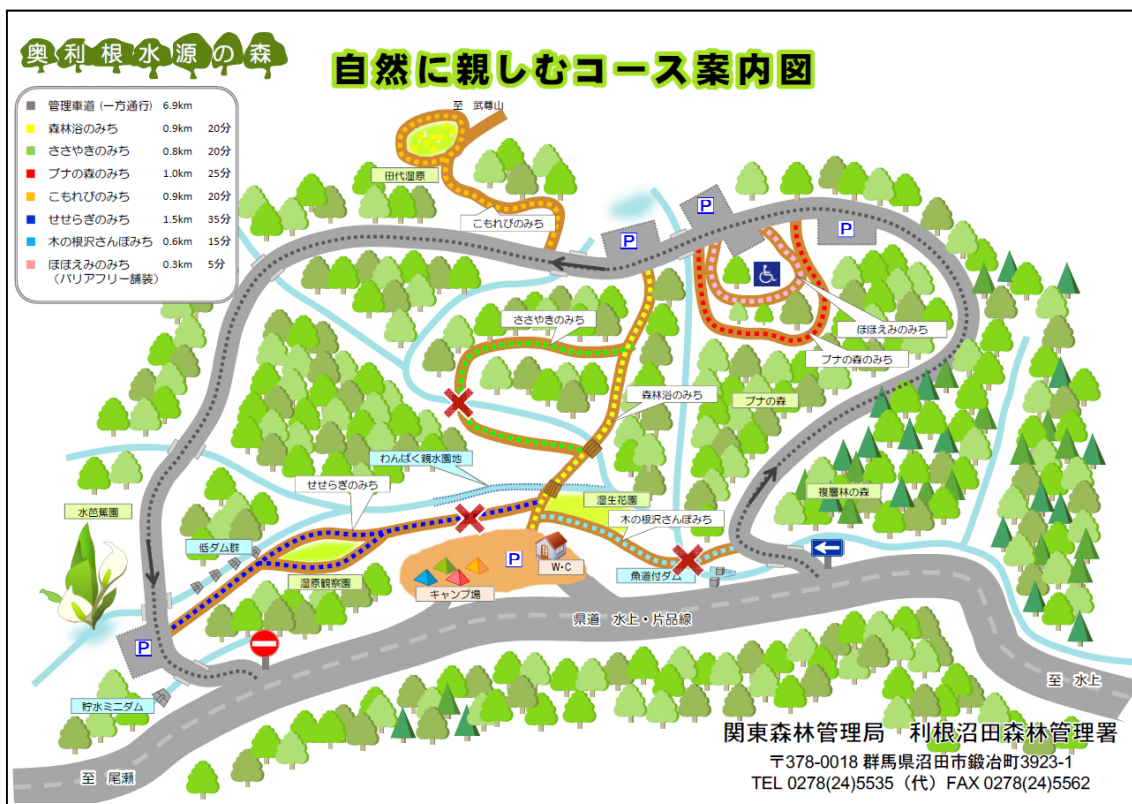 奥利根水源の森
自然に親しむコース案内図
管理車道 (一方通行) 6.9km
森林浴のみち 0.9km 20分
ささやきのみち 0.8km 20分
ブナの森のみち 1.0km 25分
こもれびのみち 0.9km 20分
せせらぎのみち 1.5km 35分
木の根沢さんぽみち 0.6km 15分
ほほえみのみち 0.3km 5分
(バリアフリー舗装)
至 武尊山
田代湿原
こもれびのみち
P
P
P
ほほえみのみち
ブナの森のみち
ささやきのみち
森林浴のみち
ブナの森
わんぱく親水園地
せせらぎのみち
湿生花園
複層林の森
水芭蕉園
木の根沢さんぽみち
低ダム群
湿原観察園
P
W・C
魚道付ダム
キャンプ場
県道 水上・片品線
P
貯水ミニダム
至 水上
至 尾瀬
関東森林管理局 利根沼田森林管理署
〒378-0018 群馬県沼田市鍛冶町3923-1
TEL 0278(24)5535 (代) FAX 0278(24)5562